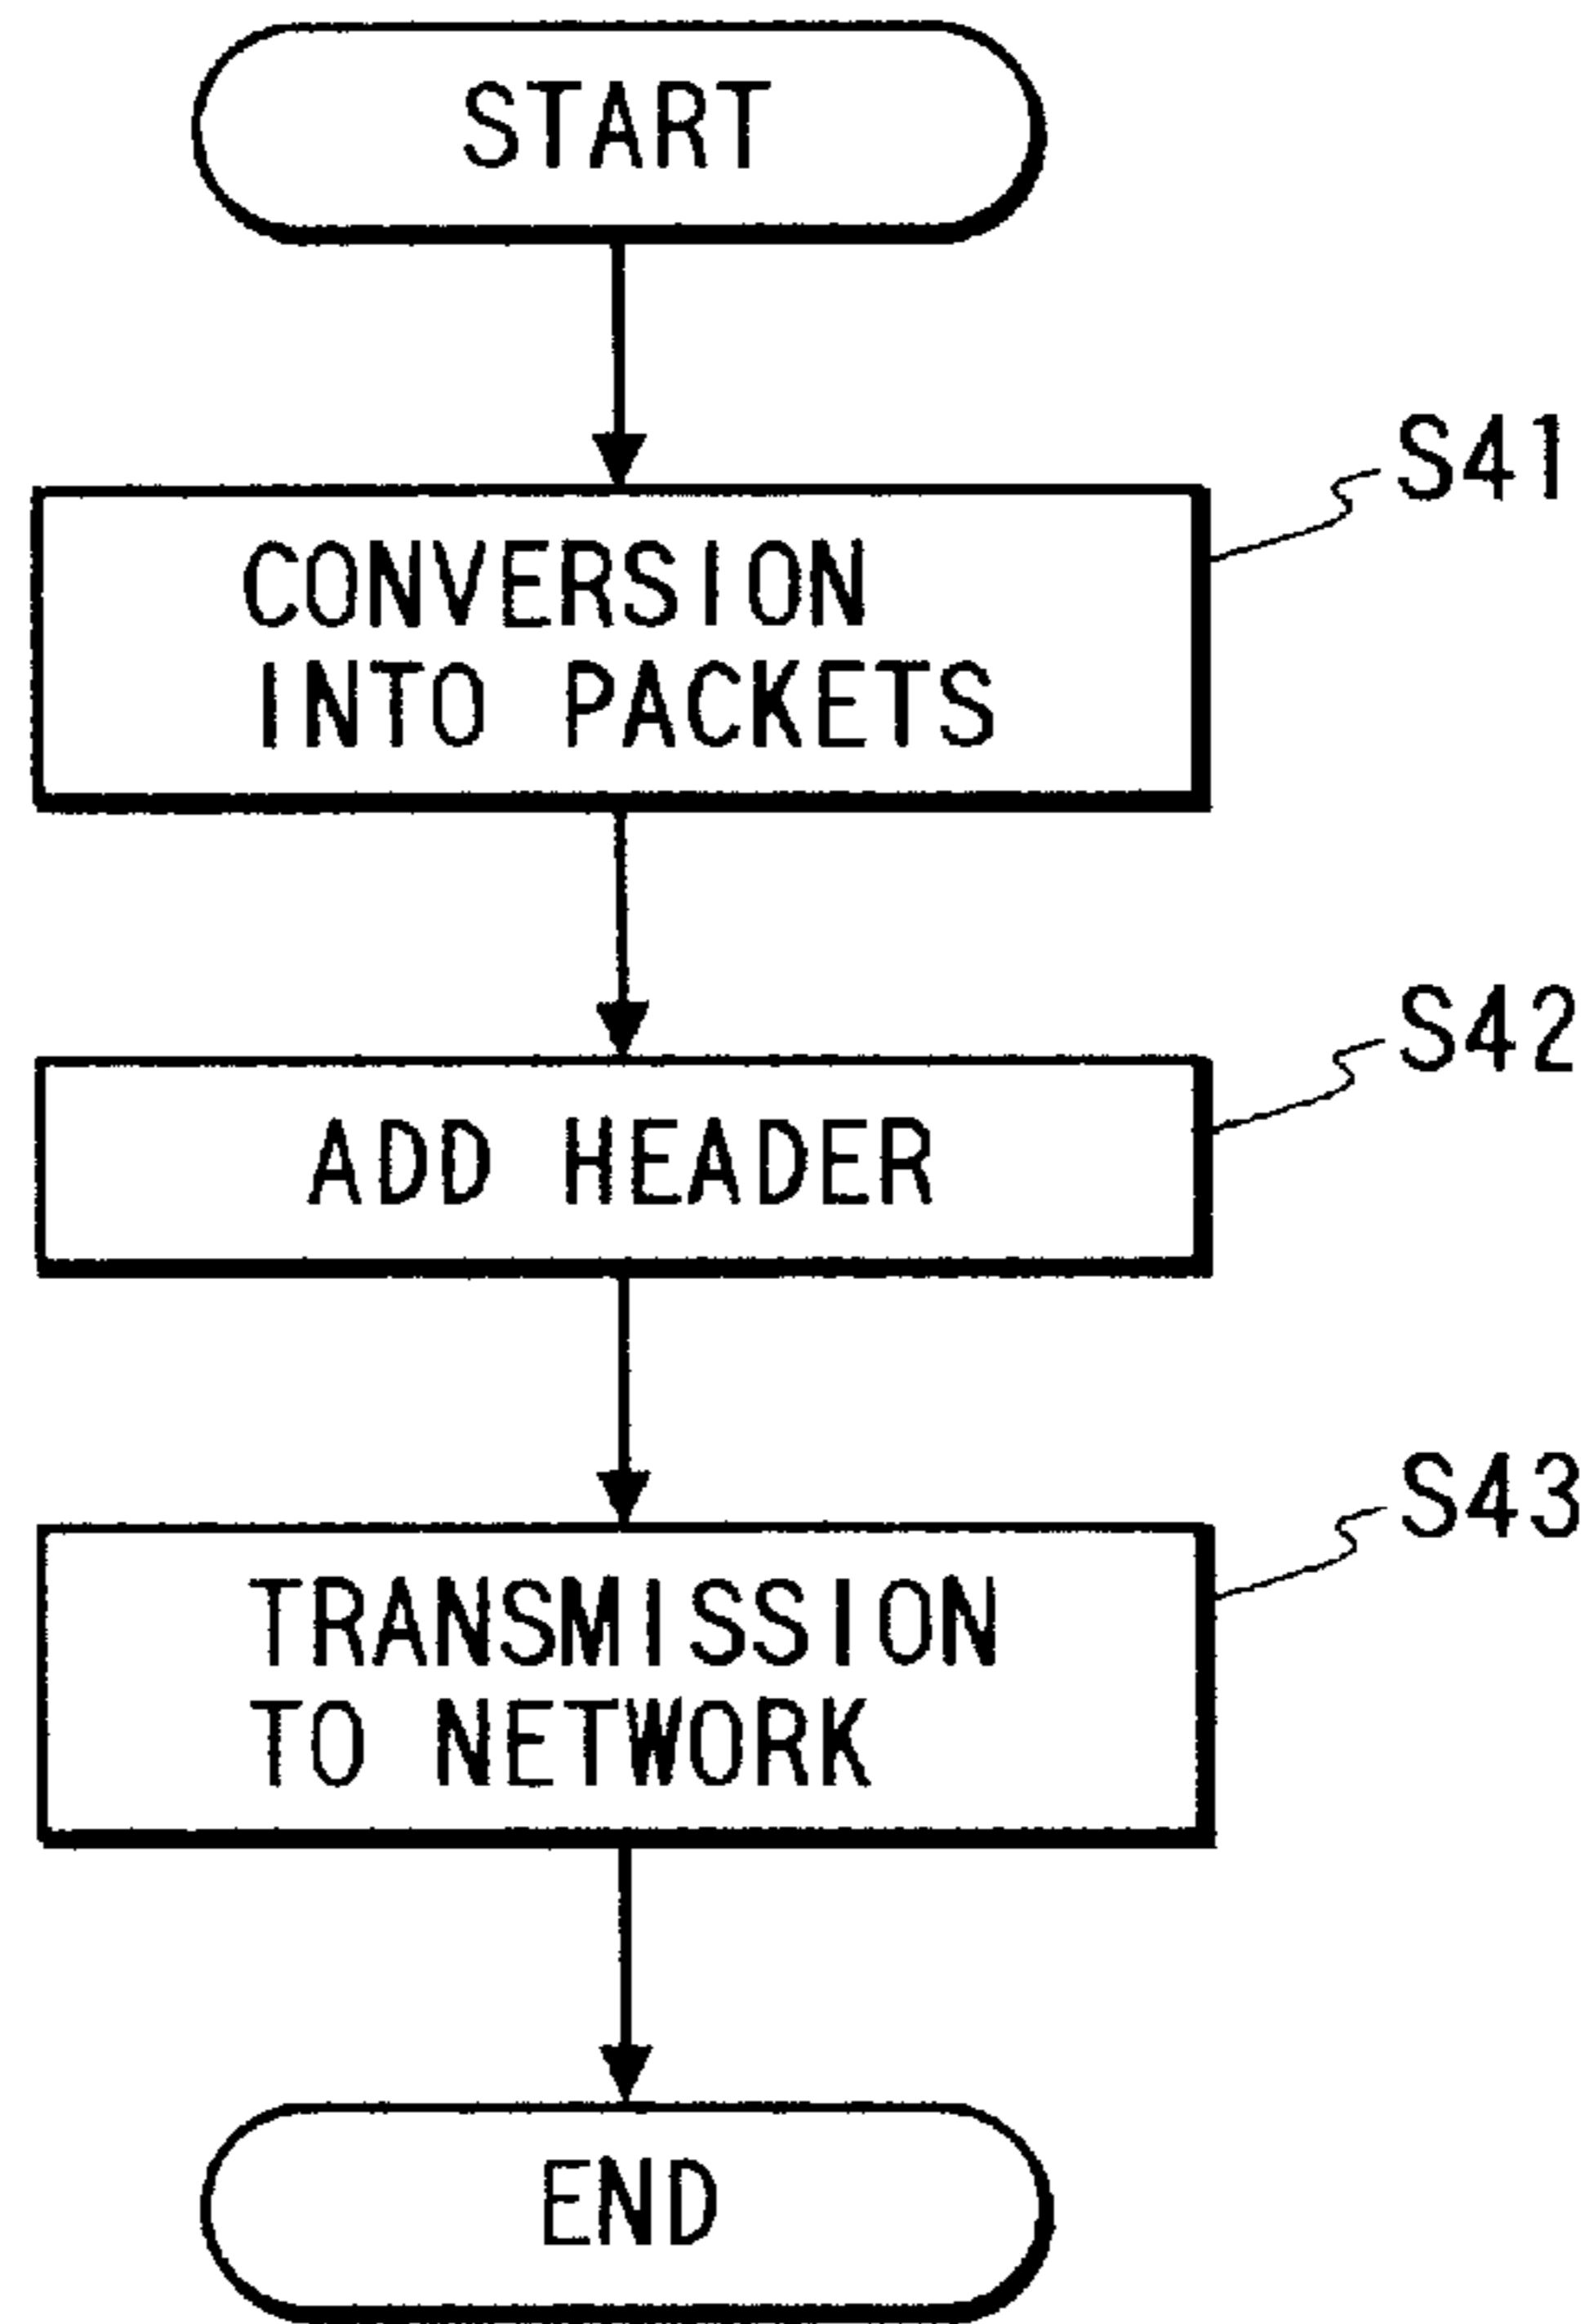 START
S41
CONVERSION
INTO PACKETS
S42
ADD HEADER
S43
TRANSMISSION
TO NETWORK
END